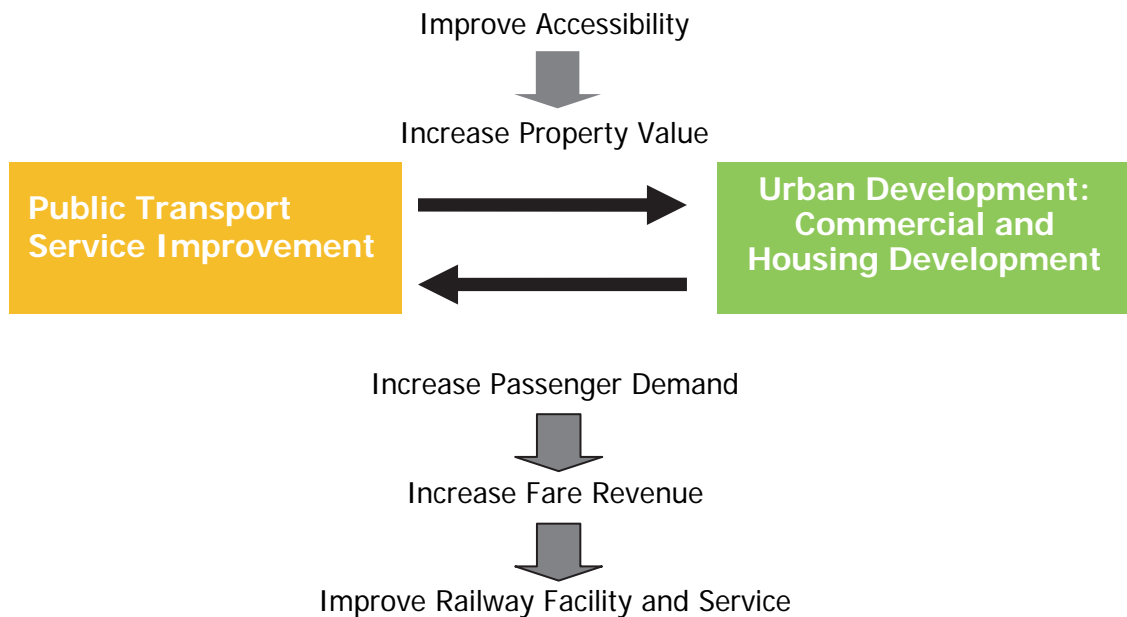 Improve Accessibility
Increase Property Value
Public Transport
Service Improvement
Urban Development:
Commercial and
Housing Development
Increase Passenger Demand
Increase Fare Revenue
Improve Railway Facility and Service